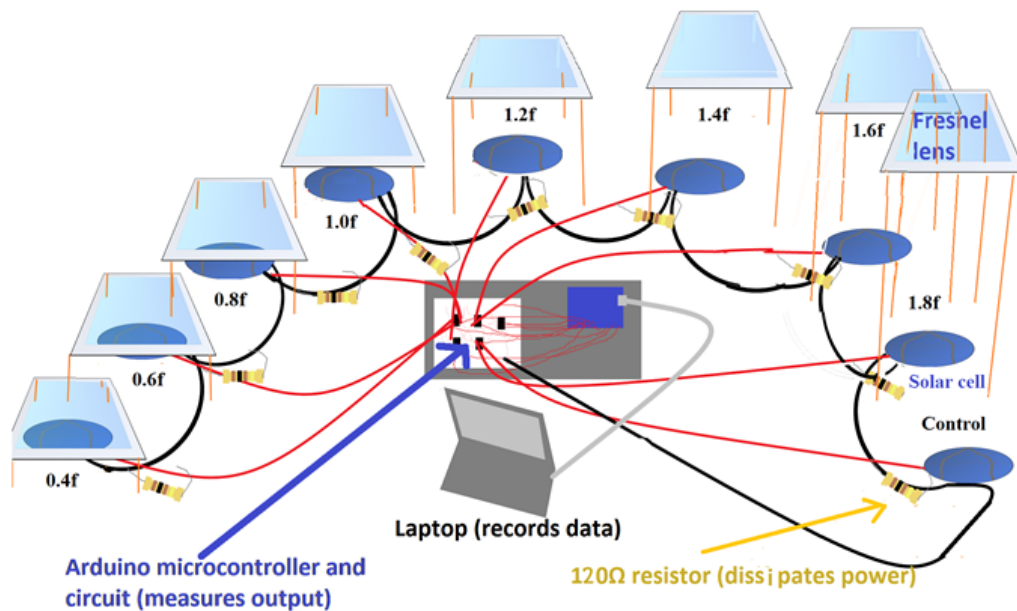 1.2f
1.4f
1.6f
Fresnel
lens
1.0f
0.8f
1.8f
0.6f
Solar cell
Control
0.4f
Laptop (records data)
Arduino microcontroller and
circuit (measures output)
120Ω resistor (dissipates power)